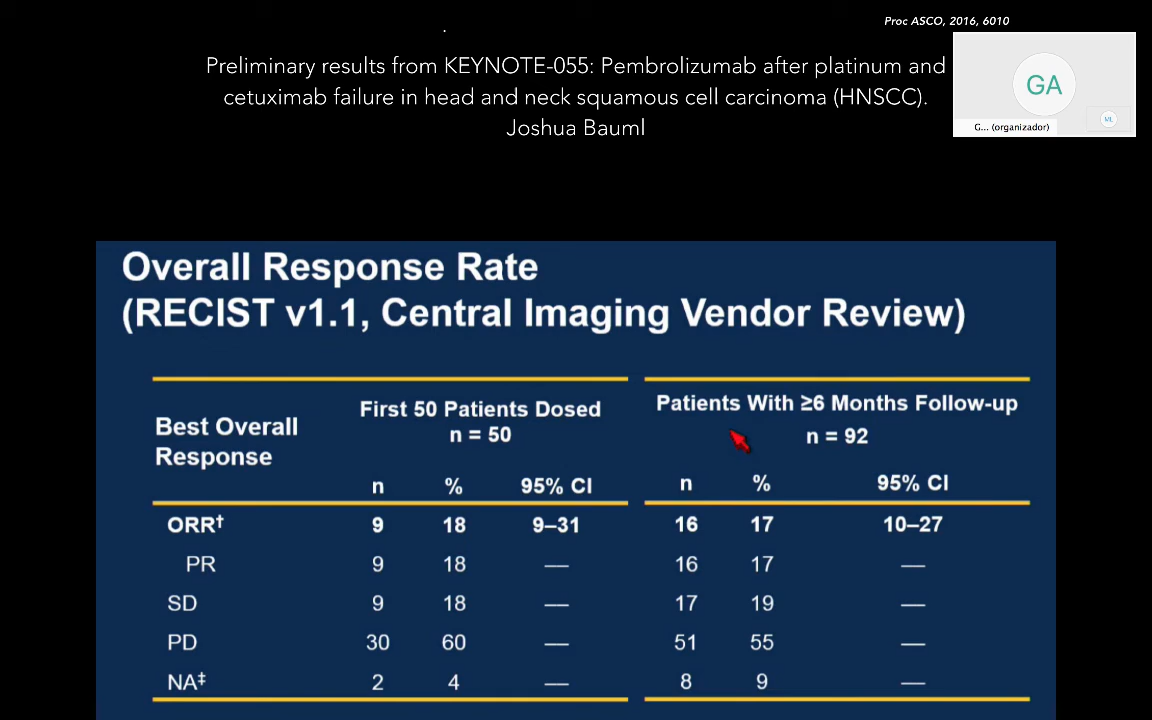 Proc ASCO, 2016, 6010
Preliminary results from KEYNOTE-055: Pembrolizumab after platinum and
cetuximab failure in head and neck squamous cell carcinoma (HNSCC).
Joshua Bauml
GA
G... (organizador)
ML
Overall Response Rate
(RECIST v1.1, Central Imaging Vendor Review)
Best Overall Response First 50 Patients Dosed n = 50 Patients With ≥6 Months Follow-up n = 92
n % 95% CI n % 95% CI
ORR† 9 18 9–31 16 17 10–27
PR 9 18 — 16 17 —
SD 9 18 — 17 19 —
PD 30 60 — 51 55 —
NA‡ 2 4 — 8 9 —